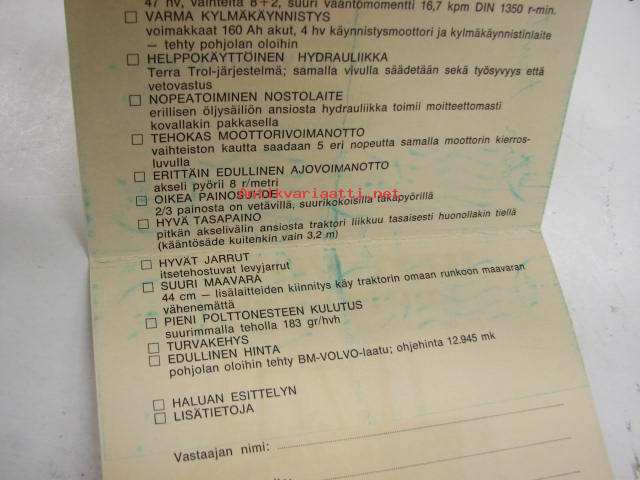 47 hv, vaihteita 8+2, suuri vääntömomentti 16,7 kpm DIN 1350 r-min.
VARMA KYLMÄKÄYNNISTYS
voimakkaat 160 Ah akut, 4 hv käynnistysmoottori ja kylmäkäynnistinlaite
— tehty pohjolan oloihin
HELPPOKÄYTTÖINEN HYDRAULIIKKA
Terra Trol-järjestelmä; samalla vivulla säädetään sekä työsyvyys että
vetovastus
NOPEATOIMINEN NOSTOLAITE
erillisen öljysäiliön ansiosta hydrauliikka toimii moitteettomasti
kovallakin pakkasella
TEHOKAS MOOTTORIVOIMANOTTO
vaihteiston kautta saadaan 5 eri nopeutta samalla moottorin kierros-
luvulla
ERITTÄIN EDULLINEN AJOVOIMANOTTO
akseli pyörii 8 r/metri
OIKEA PAINOSUHDE
2/3 painosta on vetävillä, suurikokoisilla takapyörillä
HYVÄ TASAPAINO
pitkän akselivälin ansiosta traktori liikkuu tasaisesti huonollakin tiellä
(kääntösäde kuitenkin vain 3,2 m)
HYVÄT JARRUT
itsetehostuvat levyjarrut
SUURI MAAVARA
44 cm — lisälaitteiden kiinnitys käy traktorin omaan runkoon maavaran
vähenemättä
PIENI POLTTONESTEEN KULUTUS
suurimmalla teholla 183 gr/hvh
TURVAKEHYS
EDULLINEN HINTA
pohjolan oloihin tehty BM-VOLVO-laatu; ohjehinta 12.945 mk
HALUAN ESITTELYN
LISÄTIETOJA
Vastaajan nimi: